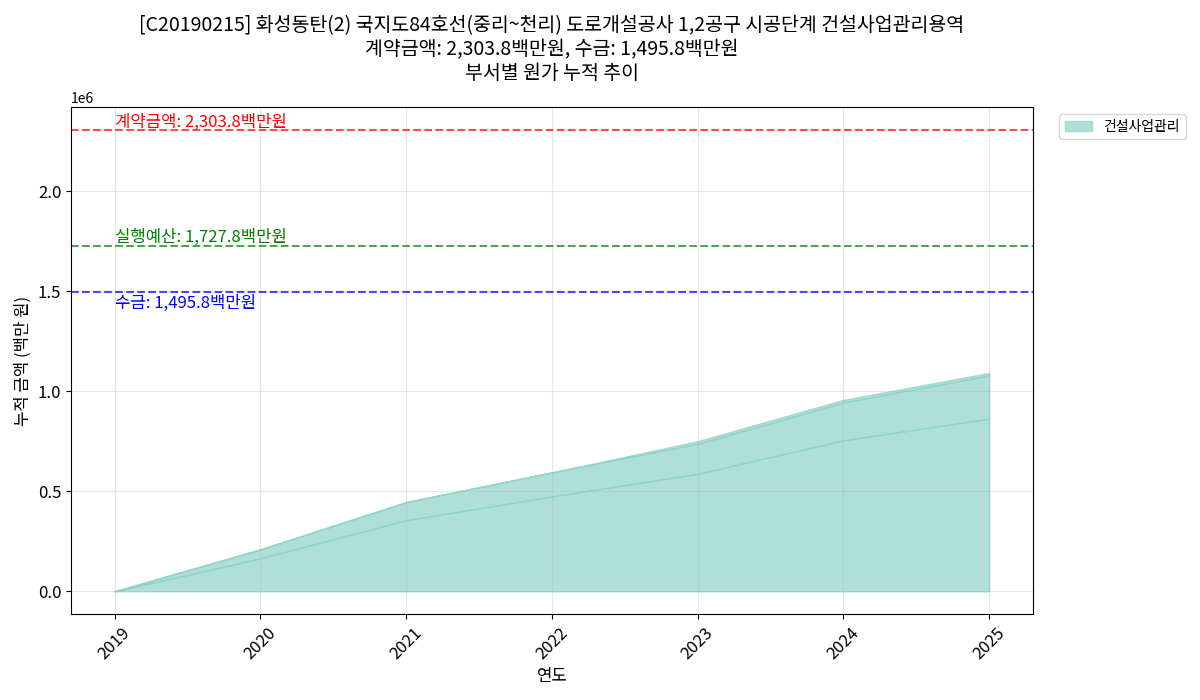 [C20190215] 화성동탄(2) 국지도84호선(중리~천리) 도로개설공사 1,2공구 시공단계 건설사업관리용역
계약금액: 2,303.8백만원, 수금: 1,495.8백만원
부서별 원가 누적 추이
1e6
계약금액: 2,303.8백만원
건설사업관리
2.0
실행예산: 1,727.8백만원
1.5
수금: 1,495.8백만원
누적 금액 (백만 원)
1.0
0.5
0.0
2019
2020
2021
2022
2023
2024
2025
연도